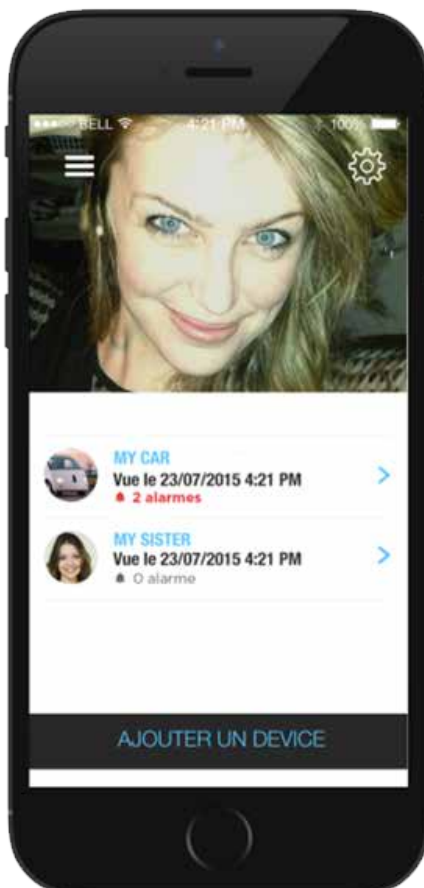 BELL 4:21 PM 100%
MY CAR
Vue le 23/07/2015 4:21 PM
2 alarmes
MY SISTER
Vue le 23/07/2015 4:21 PM
0 alarme
AJOUTER UN DEVICE